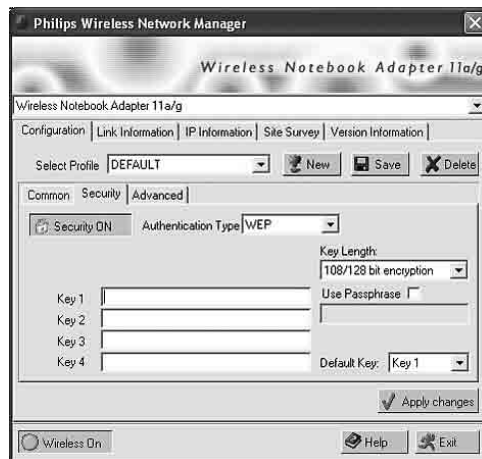 Philips Wireless Network Manager
Wireless Notebook Adapter 11a/g
Wireless Notebook Adapter 11a/g
Configuration Link Information IP Information Site Survey Version Information
Select Profile DEFAULT New Save Delete
Common Security Advanced
Security ON Authentication Type WEP
Key Length:
108/128 bit encryption
Key 1 Use Passphrase
Key 2
Key 3
Key 4 Default Key: Key 1
Apply changes
Wireless On Help Exit